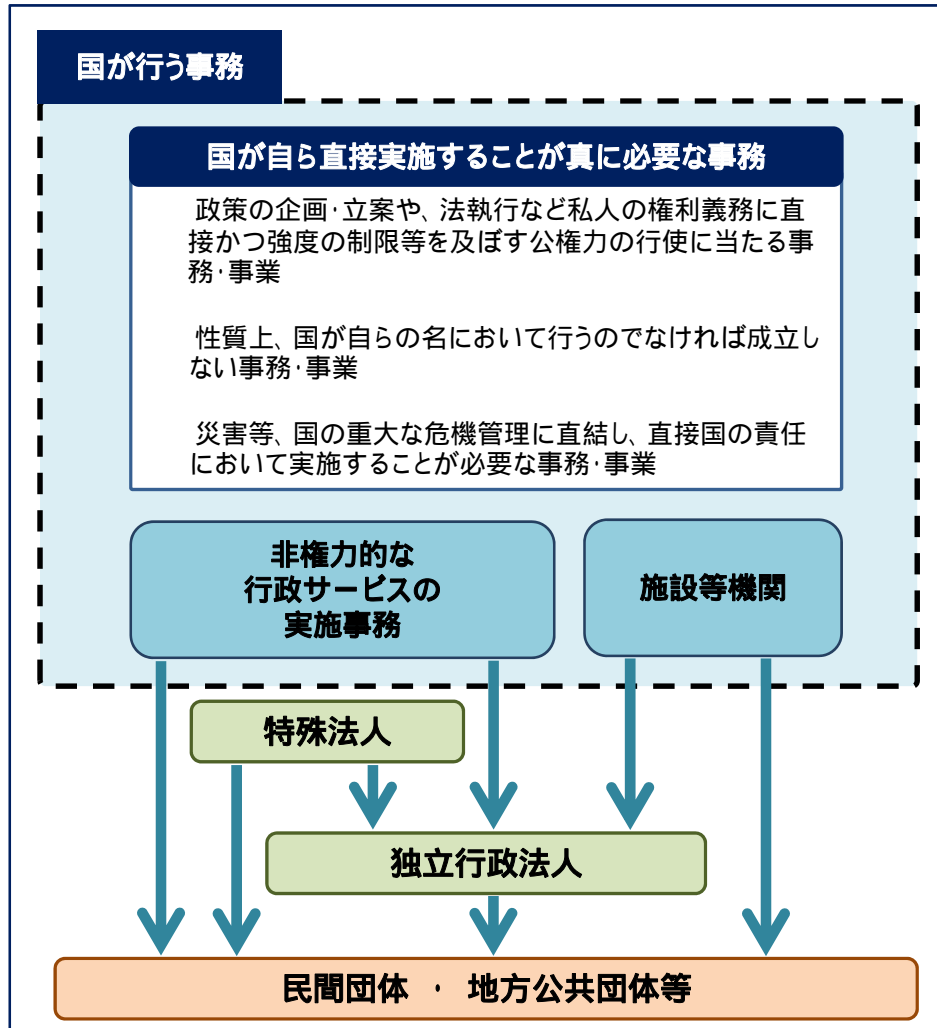 国が行う事務
国が自ら直接実施することが真に必要な事務
政策の企画・立案や、法執行など私人の権利義務に直
接かつ強度の制限等を及ぼす公権力の行使に当たる事
務・事業
性質上、国が自らの名において行うのでなければ成立し
ない事務・事業
災害等、国の重大な危機管理に直結し、直接国の責任
において実施することが必要な事務・事業
非権力的な
行政サービスの
実施事務
施設等機関
特殊法人
独立行政法人
民間団体 ・ 地方公共団体等